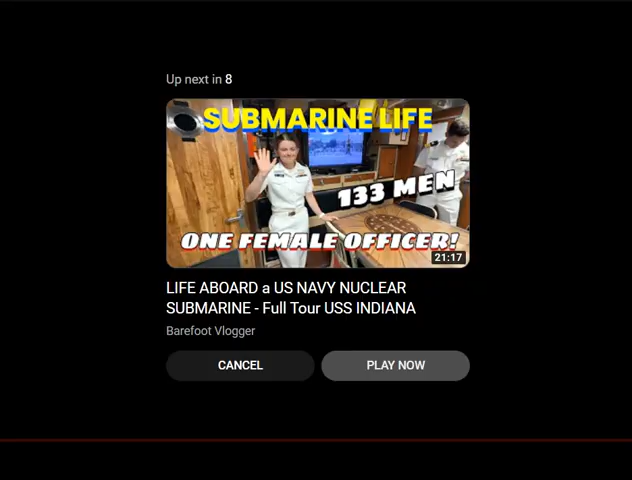 Up next in 8
SUBMARINE LIFE
133 MEN
ONE FEMALE OFFICER!
21:17
LIFE ABOARD a US NAVY NUCLEAR
SUBMARINE - Full Tour USS INDIANA
Barefoot Vlogger
CANCEL
PLAY NOW